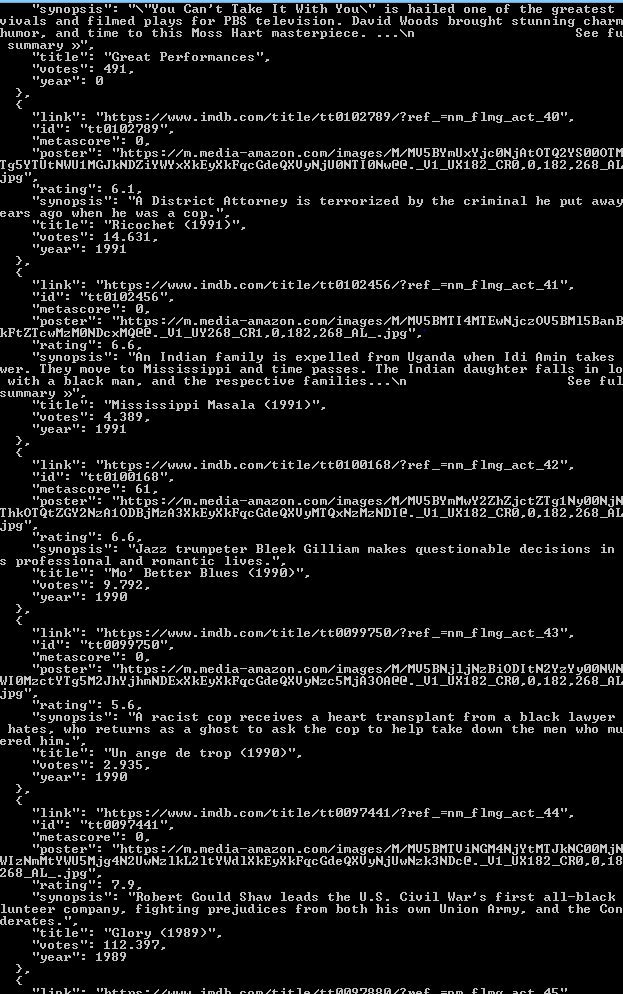 "synopsis": "\"You Can't Take It With You\" is hailed one of the greatest
vivals and filmed plays for PBS television. David Woods brought stunning charm
humor, and time to this Moss Hart masterpiece. ...\n See fu
summary »",
"title": "Great Performances",
"votes": 491,
"year": 0
},
{
"link": "https://www.imdb.com/title/tt0102789/?ref_=nm_flmg_act_40",
"id": "tt0102789",
"metascore": 0,
"poster": "https://m.media-amazon.com/images/M/MV5BYmUxYjc0NjAtOTQ2YS00OTM
Tg5YTUtNWU1MGJkNDZiYWYxXkEyXkFqcGdeQXVyNjU0NTI0Nw@@._V1_UX182_CR0,0,182,268_AL
jpg",
"rating": 6.1,
"synopsis": "A District Attorney is terrorized by the criminal he put away
ears ago when he was a cop.",
"title": "Ricochet (1991)",
"votes": 14.631,
"year": 1991
},
{
"link": "https://www.imdb.com/title/tt0102456/?ref_=nm_flmg_act_41",
"id": "tt0102456",
"metascore": 0,
"poster": "https://m.media-amazon.com/images/M/MV5BMTI4MTEwNjczOV5BMl5BanB
kFtZTcwMzM0NDcxMQ@@._V1_UY268_CR1,0,182,268_AL_.jpg",
"rating": 6.6,
"synopsis": "An Indian family is expelled from Uganda when Idi Amin takes
wer. They move to Mississippi and time passes. The Indian daughter falls in lo
with a black man, and the respective families...\n See ful
summary »",
"title": "Mississippi Masala (1991)",
"votes": 4.389,
"year": 1991
},
{
"link": "https://www.imdb.com/title/tt0100168/?ref_=nm_flmg_act_42",
"id": "tt0100168",
"metascore": 61,
"poster": "https://m.media-amazon.com/images/M/MV5BYmMwY2ZhZjctZTg1Ny00NjN
ThkOTQtZGY2NzA1ODBjMzA3XkEyXkFqcGdeQXVyMTQxNzMzNDI@._V1_UX182_CR0,0,182,268_AL
jpg",
"rating": 6.6,
"synopsis": "Jazz trumpeter Bleek Gilliam makes questionable decisions in
s professional and romantic lives.",
"title": "Mo' Better Blues (1990)",
"votes": 9.792,
"year": 1990
},
{
"link": "https://www.imdb.com/title/tt0099750/?ref_=nm_flmg_act_43",
"id": "tt0099750",
"metascore": 0,
"poster": "https://m.media-amazon.com/images/M/MV5BNjljNzBiODItN2YzYy00NWN
WI0MzctYTg5M2JhYjhmNDExXkEyXkFqcGdeQXVyNzc5MjA3OA@@._V1_UX182_CR0,0,182,268_AL
jpg",
"rating": 5.6,
"synopsis": "A racist cop receives a heart transplant from a black lawyer
hates, who returns as a ghost to ask the cop to help take down the men who mu
ered him.",
"title": "Un ange de trop (1990)",
"votes": 2.935,
"year": 1990
},
{
"link": "https://www.imdb.com/title/tt0097441/?ref_=nm_flmg_act_44",
"id": "tt0097441",
"metascore": 0,
"poster": "https://m.media-amazon.com/images/M/MV5BMTViNGM4NjYtMTJkNC00MjN
WIzNmMtYWU5Mjg4N2UwNzlkL2ltYWdlXkEyXkFqcGdeQXVyNjUwNzk3NDc@._V1_UX182_CR0,0,18
268_AL_.jpg",
"rating": 7.9,
"synopsis": "Robert Gould Shaw leads the U.S. Civil War's first all-black
lunteer company, fighting prejudices from both his own Union Army, and the Con
derates.",
"title": "Glory (1989)",
"votes": 112.397,
"year": 1989
},
{
"link": "https://www.imdb.com/title/tt0097880/?ref_=nm_flmg_act_45"